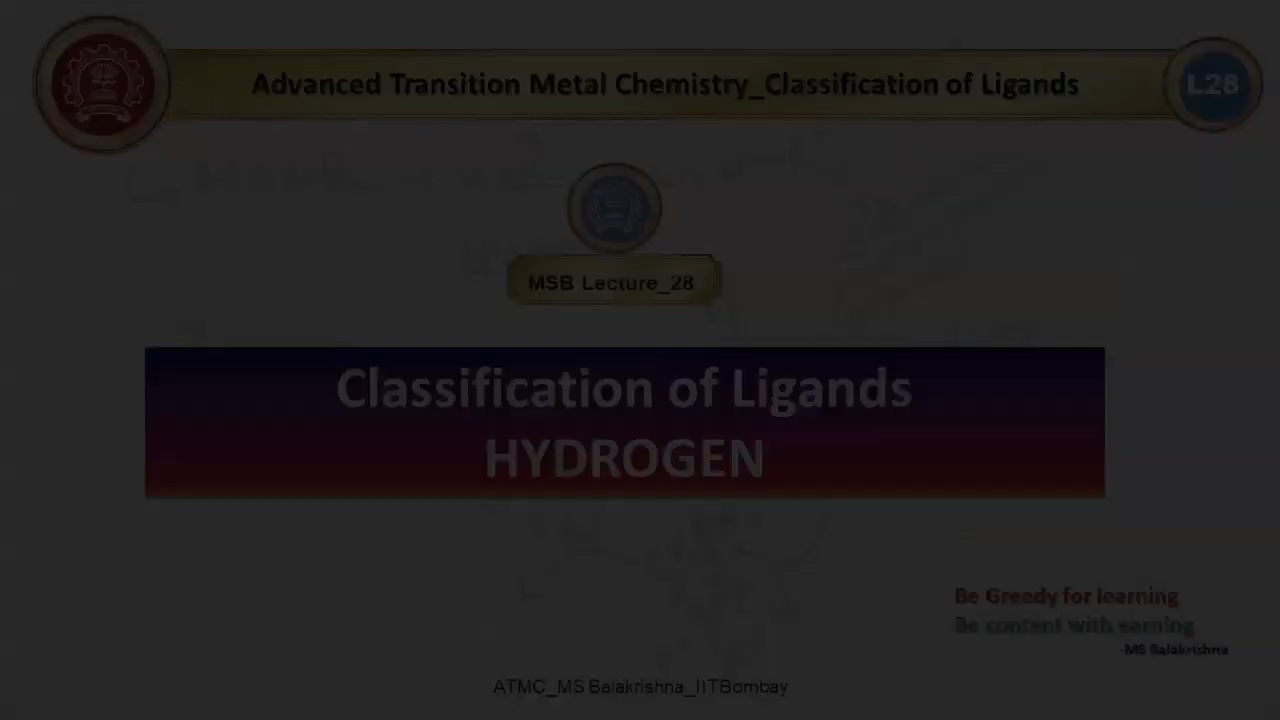 Advanced Transition Metal Chemistry_Classification of Ligands
L28
MSB Lecture_28
Classification of Ligands
HYDROGEN
Be Greedy for learning
Be content with earning
-MS Balakrishna
ATMC_MS Balakrishna_IITBombay